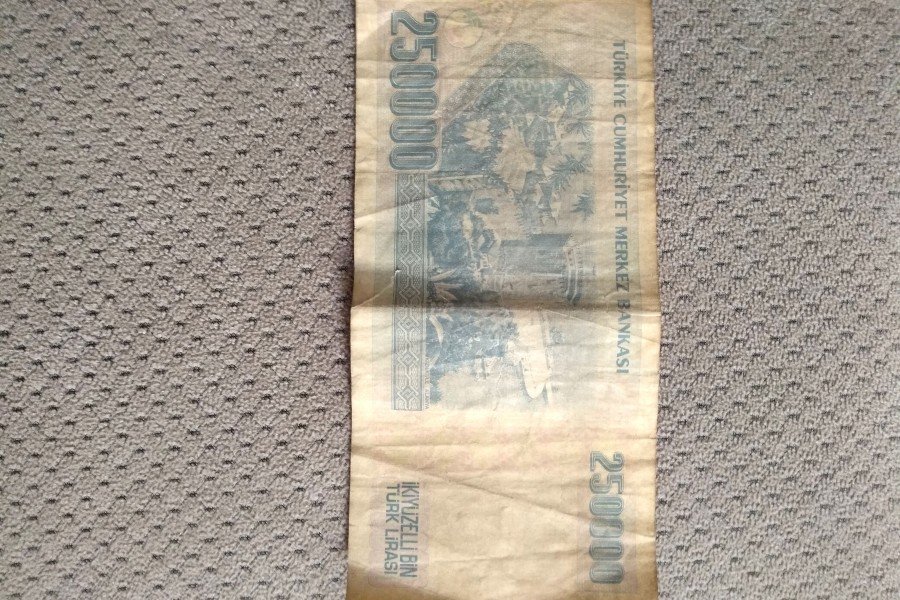 TÜRKİYE CUMHURİYET MERKEZ BANKASI
250000
250000
İKİYÜZELLİ BİN
TÜRK LİRASI